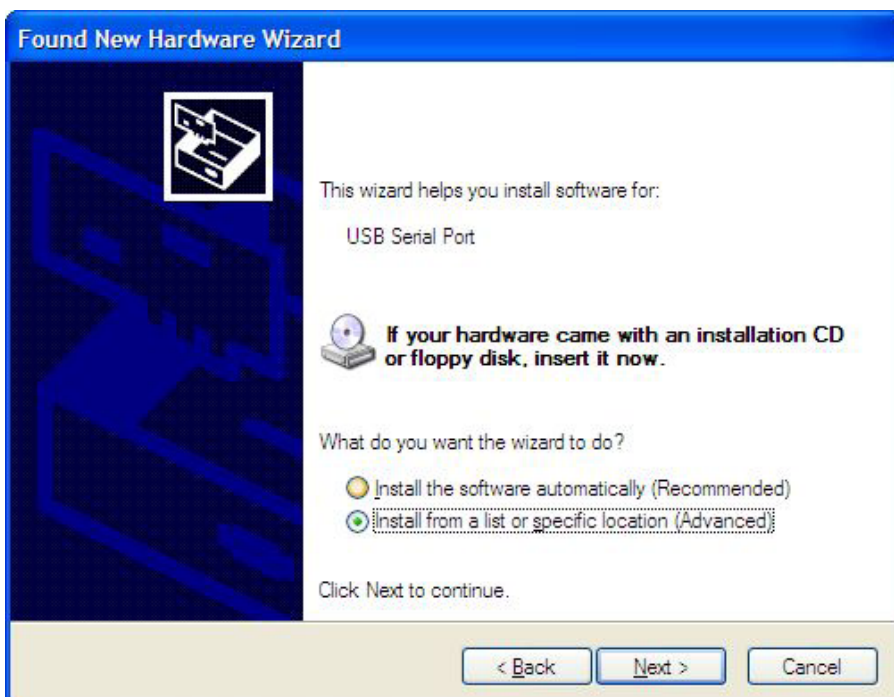 Found New Hardware Wizard
This wizard helps you install software for:
USB Serial Port
If your hardware came with an installation CD
or floppy disk, insert it now.
What do you want the wizard to do?
Install the software automatically (Recommended)
Install from a list or specific location (Advanced)
Click Next to continue.
< Back Next > Cancel